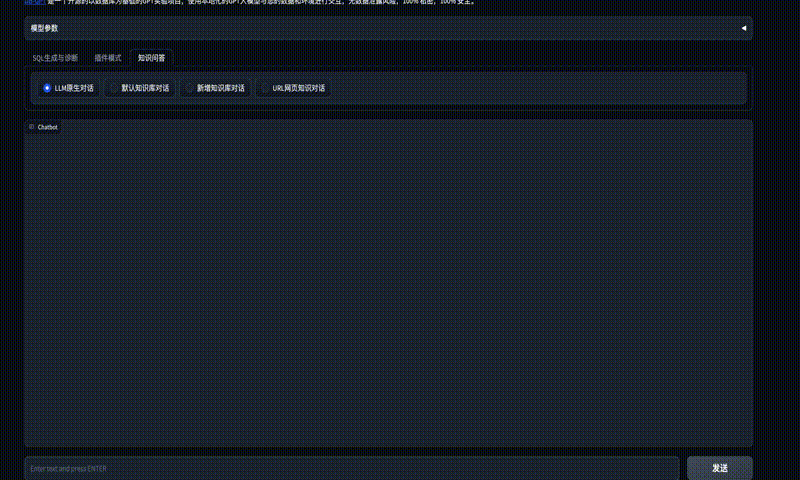 DB-GPT 是一个开源的以数据库为基础的GPT实验项目，使用本地化的GPT大模型与您的数据和环境进行交互，无数据泄露风险，100% 私密，100% 安全。
模型参数
SQL生成与诊断 插件模式 知识问答
LLM原生对话 默认知识库对话 新增知识库对话 URL网页知识对话
Chatbot
Enter text and press ENTER 发送